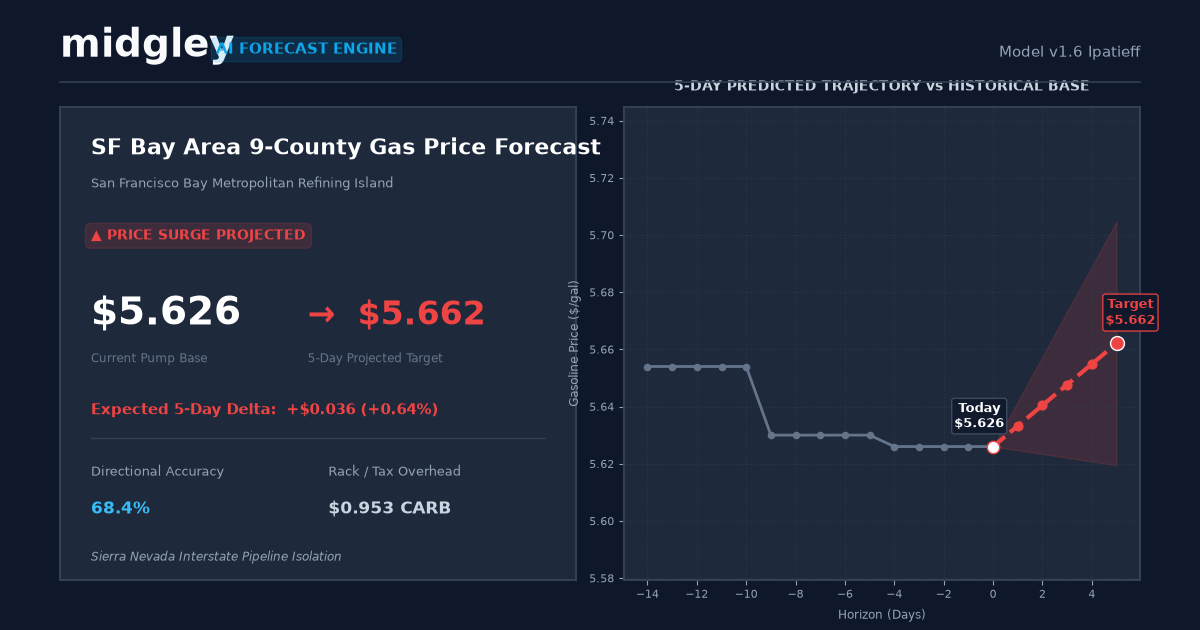 midgley
AI FORECAST ENGINE
Model v1.6 Ipatieff
SF Bay Area 9-County Gas Price Forecast
San Francisco Bay Metropolitan Refining Island
▲ PRICE SURGE PROJECTED
$5.626 → $5.662
Current Pump Base 5-Day Projected Target
Expected 5-Day Delta: +$0.036 (+0.64%)
Directional Accuracy Rack / Tax Overhead
68.4% $0.953 CARB
Sierra Nevada Interstate Pipeline Isolation
5-DAY PREDICTED TRAJECTORY vs HISTORICAL BASE
Gasoline Price ($/gal)
5.74
5.72
5.70
5.68
5.66
5.64
5.62
5.60
5.58
Target
$5.662
Today
$5.626
−14 −12 −10 −8 −6 −4 −2 0 2 4
Horizon (Days)